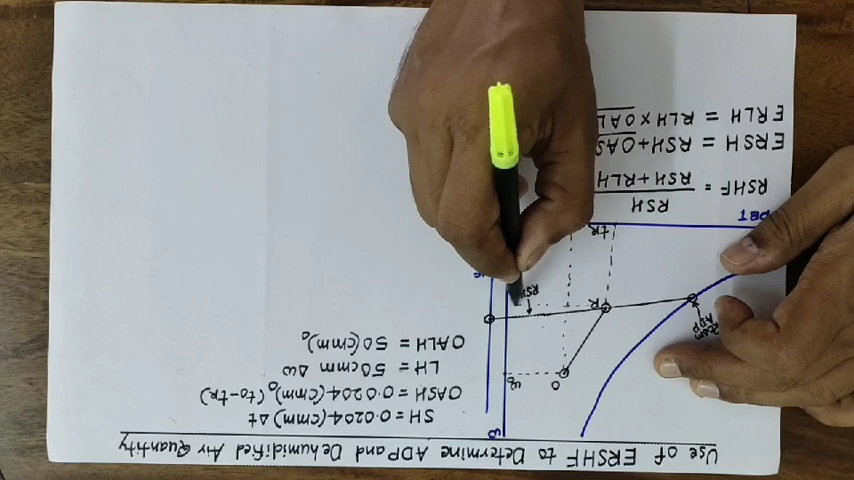 Use of ERSHF to Determine ADP and Dehumidified Air Quantity
SH = 0.0204 (Cmm) Δt
OASH = 0.0204 (Cmm)o (to-tR)
LH = 50 Cmm Δω
OALH = 50 (Cmm)o
ω
ωo
O
Room
ADP
R
RSH
tR
DBT
RSHF = RSH
RSH + RLH
ERSH = RSH + OAS
ERLH = RLH × OAL